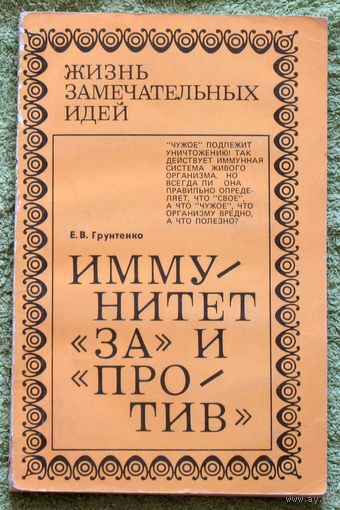 ЖИЗНЬ
ЗАМЕЧАТЕЛЬНЫХ
ИДЕЙ
"ЧУЖОЕ" ПОДЛЕЖИТ
УНИЧТОЖЕНИЮ! ТАК
ДЕЙСТВУЕТ ИММУННАЯ
СИСТЕМА ЖИВОГО
ОРГАНИЗМА. НО
ВСЕГДА ЛИ ОНА
ПРАВИЛЬНО ОПРЕДЕ-
ЛЯЕТ, ЧТО "СВОЕ",
А ЧТО "ЧУЖОЕ", ЧТО
ОРГАНИЗМУ ВРЕДНО,
А ЧТО ПОЛЕЗНО?
Е. В. Грунтенко
ИММУ-
НИТЕТ
«ЗА» И
«ПРО-
ТИВ»